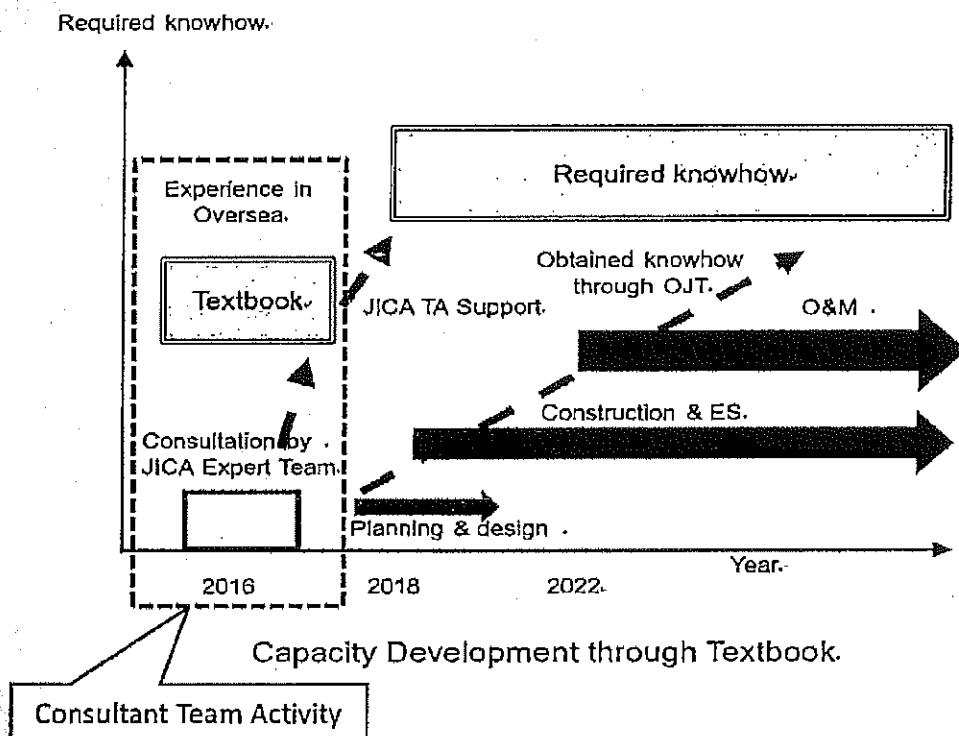 Required knowhow.
Experience in
Oversea.
Required knowhow.
Textbook
JICA TA Support.
Obtained knowhow
through OJT.
O&M .
Construction & ES.
Consultation by .
JICA Expert Team.
Planning & design .
Year.
2016
2018
2022.
Capacity Development through Textbook.
Consultant Team Activity